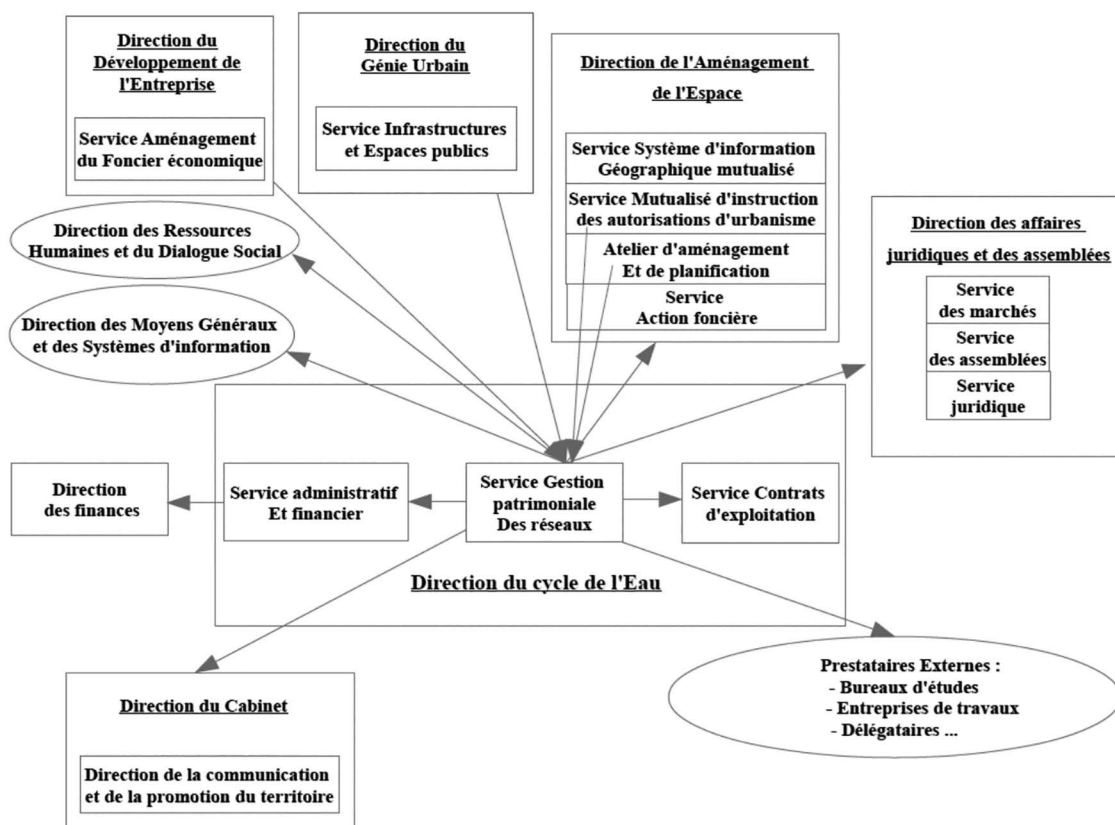 Direction du
Développement de
l'Entreprise
Service Aménagement
du Foncier économique
Direction du
Génie Urbain
Service Infrastructures
et Espaces publics
Direction de l'Aménagement
de l'Espace
Service Système d'information
Géographique mutualisé
Service Mutualisé d'instruction
des autorisations d'urbanisme
Atelier d'aménagement
Et de planification
Service
Action foncière
Direction des affaires
juridiques et des assemblées
Service
des marchés
Service
des assemblées
Service
juridique
Direction des Ressources
Humaines et du Dialogue Social
Direction des Moyens Généraux
et des Systèmes d'information
Direction
des finances
Service administratif
Et financier
Service Gestion
patrimoniale
Des réseaux
Service Contrats
d'exploitation
Direction du cycle de l'Eau
Direction du Cabinet
Direction de la communication
et de la promotion du territoire
Prestataires Externes :
- Bureaux d'études
- Entreprises de travaux
- Délégataires ...